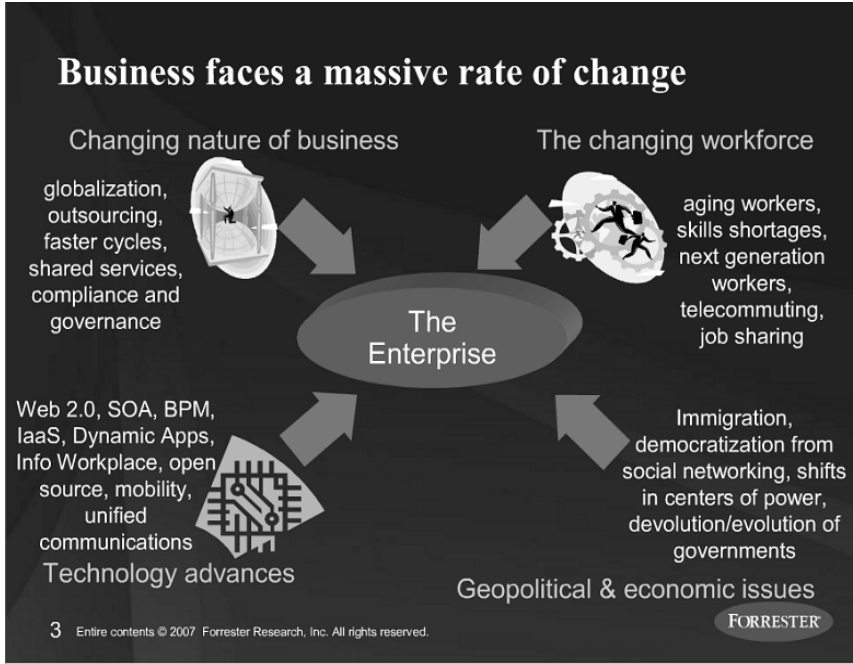 Business faces a massive rate of change
Changing nature of business
globalization,
outsourcing,
faster cycles,
shared services,
compliance and
governance
The changing workforce
aging workers,
skills shortages,
next generation
workers,
telecommuting,
job sharing
The
Enterprise
Web 2.0, SOA, BPM,
IaaS, Dynamic Apps,
Info Workplace, open
source, mobility,
unified
communications
Technology advances
Immigration,
democratization from
social networking, shifts
in centers of power,
devolution/evolution of
governments
Geopolitical & economic issues
3 Entire contents © 2007 Forrester Research, Inc. All rights reserved.
FORRESTER®